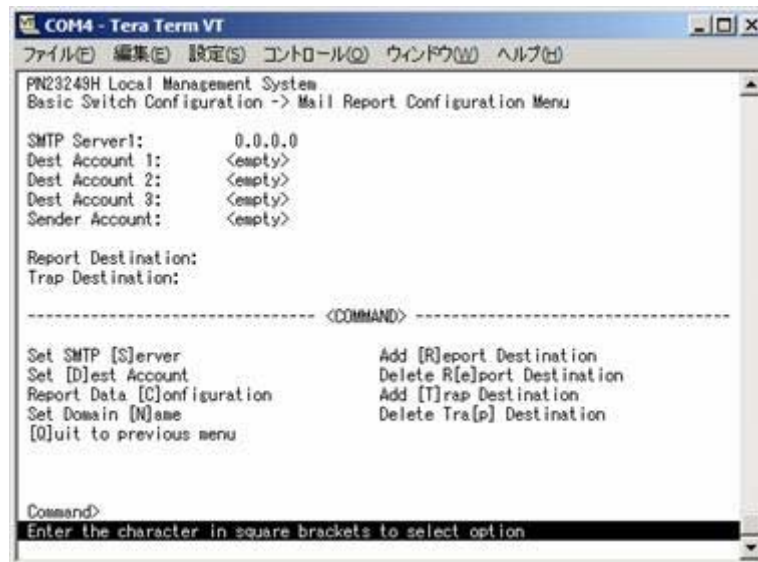 COM4 - Tera Term VT
ファイル(F) 編集(E) 設定(S) コントロール(O) ウィンドウ(W) ヘルプ(H)
PN23249H Local Management System
Basic Switch Configuration -> Mail Report Configuration Menu
SMTP Server1: 0.0.0.0
Dest Account 1: <empty>
Dest Account 2: <empty>
Dest Account 3: <empty>
Sender Account: <empty>
Report Destination:
Trap Destination:
-------------------------------- <COMMAND> -----------------------------------
Set SMTP [S]erver Add [R]eport Destination
Set [D]est Account Delete R[e]port Destination
Report Data [C]onfiguration Add [T]rap Destination
Set Domain [N]ame Delete Tra[p] Destination
[Q]uit to previous menu
Command>
Enter the character in square brackets to select option